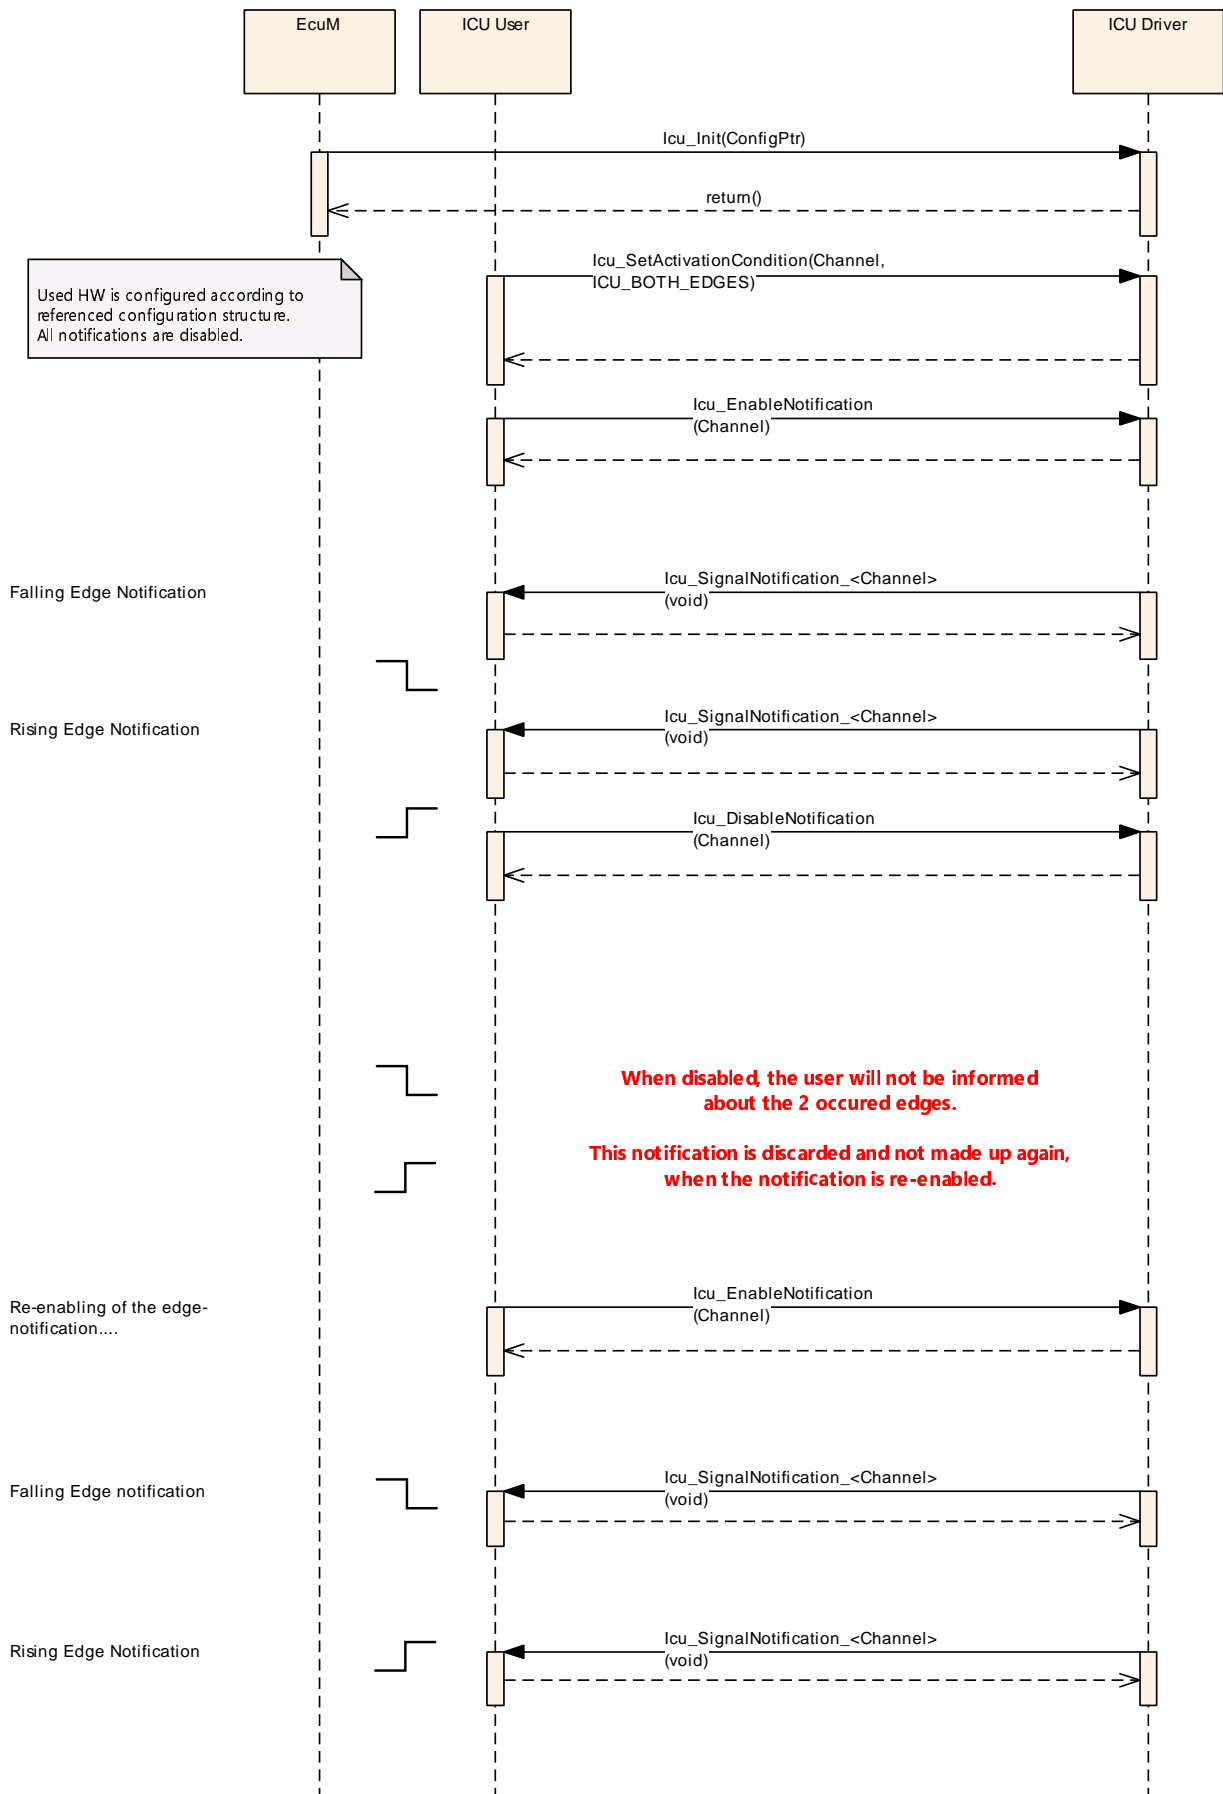 EcuM
ICU User
ICU Driver
Icu_Init(ConfigPtr)
return()
Icu_SetActivationCondition(Channel,
ICU_BOTH_EDGES)
Used HW is configured according to
referenced configuration structure.
All notifications are disabled.
Icu_EnableNotification
(Channel)
Falling Edge Notification
Icu_SignalNotification_<Channel>
(void)
Rising Edge Notification
Icu_SignalNotification_<Channel>
(void)
Icu_DisableNotification
(Channel)
When disabled, the user will not be informed
about the 2 occured edges.
This notification is discarded and not made up again,
when the notification is re-enabled.
Re-enabling of the edge-
notification....
Icu_EnableNotification
(Channel)
Falling Edge notification
Icu_SignalNotification_<Channel>
(void)
Rising Edge Notification
Icu_SignalNotification_<Channel>
(void)